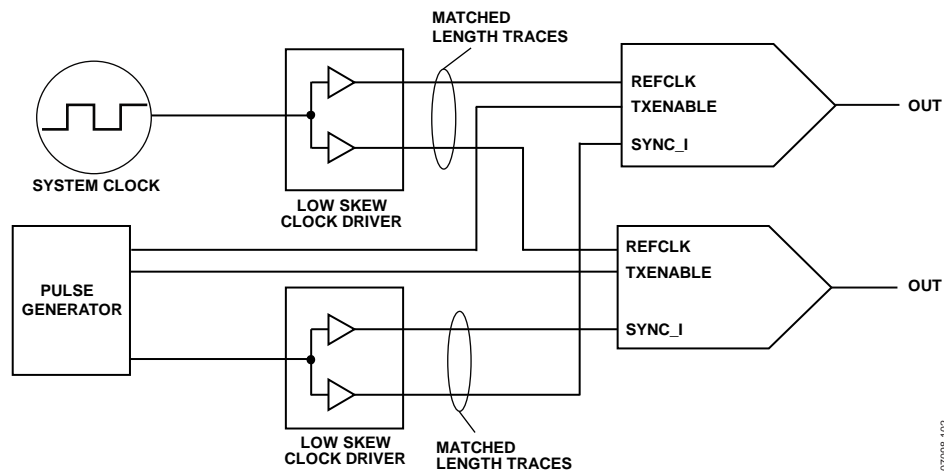 MATCHED
LENGTH TRACES
SYSTEM CLOCK
LOW SKEW
CLOCK DRIVER
REFCLK
TXENABLE
SYNC_I
OUT
PULSE
GENERATOR
REFCLK
TXENABLE
SYNC_I
OUT
LOW SKEW
CLOCK DRIVER
MATCHED
LENGTH TRACES